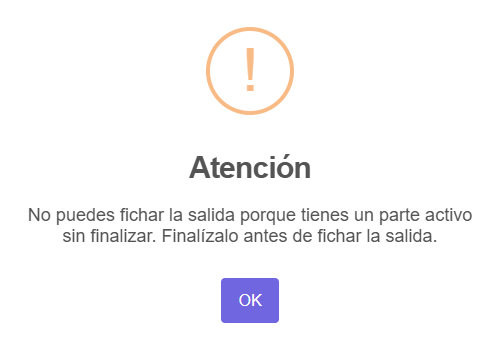 !
Atención
No puedes fichar la salida porque tienes un parte activo
sin finalizar. Finalízalo antes de fichar la salida.
OK